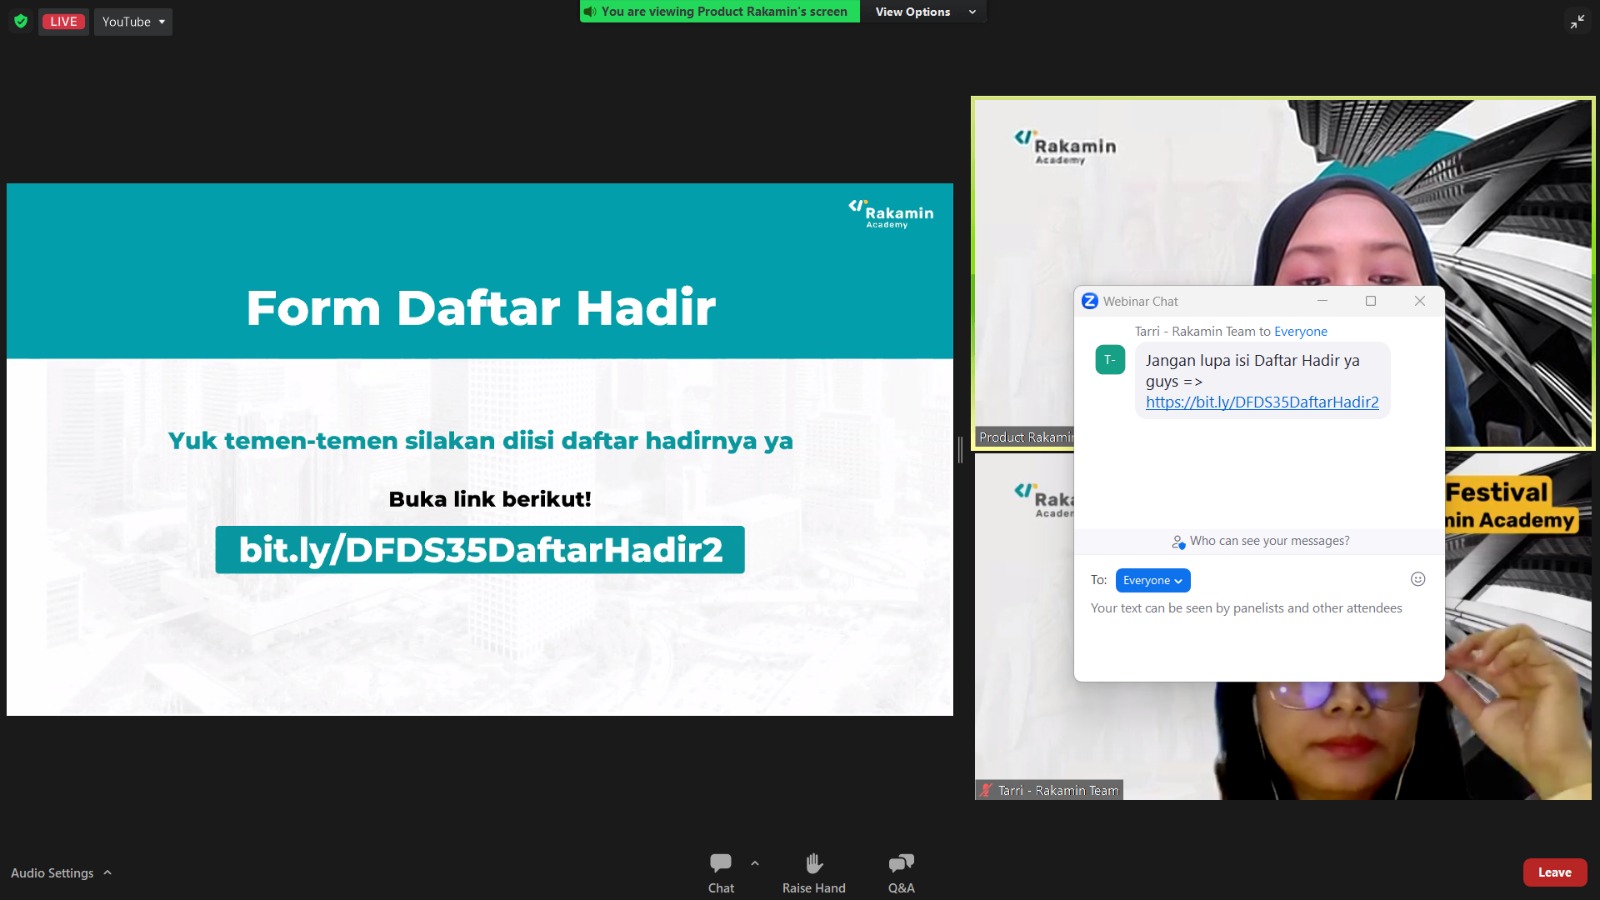 LIVE
YouTube
You are viewing Product Rakamin's screen
View Options
Rakamin
Academy
Form Daftar Hadir
Yuk temen-temen silakan diisi daftar hadirnya ya
Buka link berikut!
bit.ly/DFDS35DaftarHadir2
Rakamin
Academy
Product Rakamin
Webinar Chat
Tarri - Rakamin Team to Everyone
T-
Jangan lupa isi Daftar Hadir ya
guys =>
https://bit.ly/DFDS35DaftarHadir2
Who can see your messages?
To: Everyone
Your text can be seen by panelists and other attendees
Festival
Academy
Tarri - Rakamin Team
Audio Settings
Chat
Raise Hand
Q&A
Leave